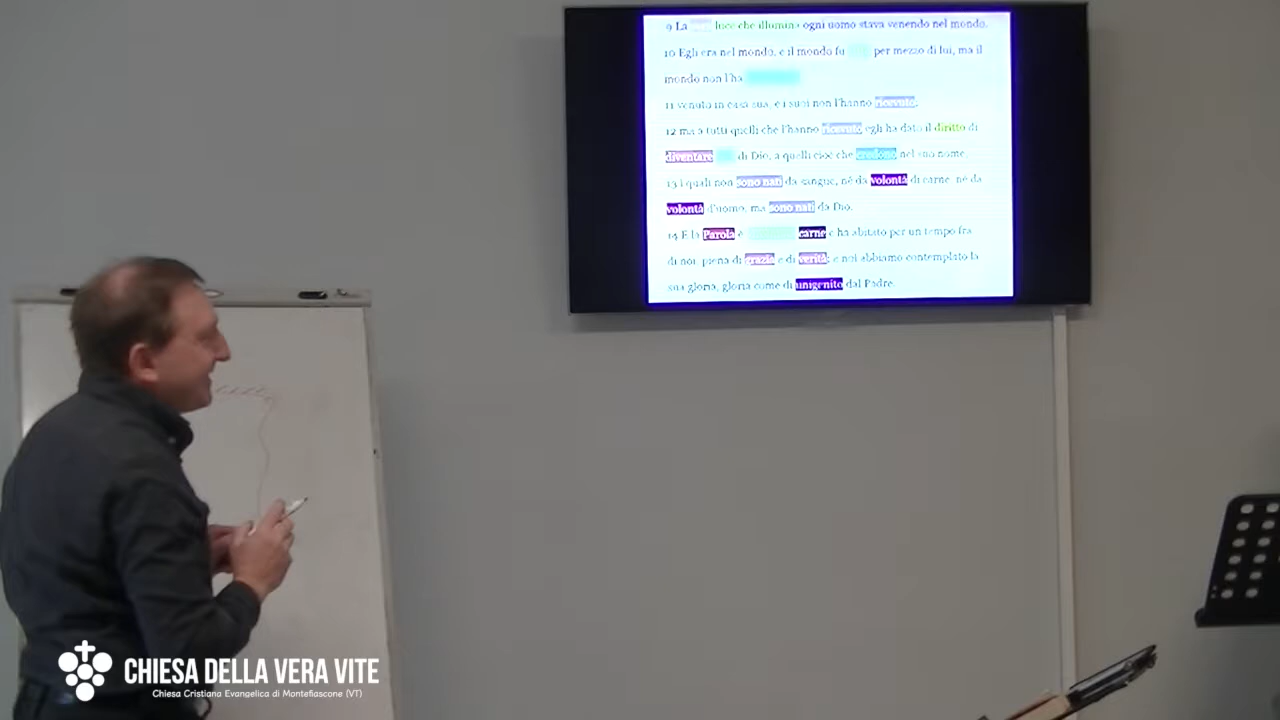 9 La luce che illumina ogni uomo stava venendo nel mondo.
10 Egli era nel mondo, e il mondo fu per mezzo di lui, ma il
mondo non l'ha
11 venuto in casa sua, e i suoi non l'hanno ricevuto;
12 ma a tutti quelli che l'hanno ricevuto egli ha dato il diritto di
diventare di Dio, a quelli cioè che credono nel suo nome;
13 i quali non sono nati da sangue, né da volontà di carne, né da
volontà d'uomo, ma sono nati da Dio.
14 E la Parola è carne e ha abitato per un tempo fra
di noi, piena di grazia e di verità; e noi abbiamo contemplato la
sua gloria, gloria come di unigenito dal Padre.
CHIESA DELLA VERA VITE
Chiesa Cristiana Evangelica di Montefiascone (VT)